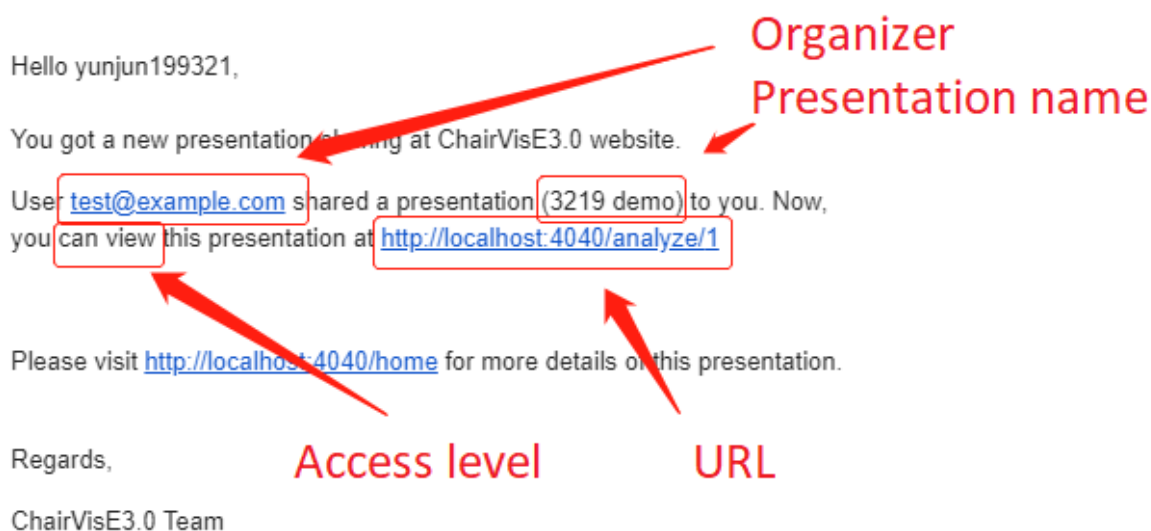 Organizer
Hello yunjun199321,
Presentation name
You got a new presentation sharing at ChairVisE3.0 website.
User test@example.com shared a presentation (3219 demo) to you. Now,
you can view this presentation at http://localhost:4040/analyze/1
Please visit http://localhost:4040/home for more details of this presentation.
Regards,
Access level
URL
ChairVisE3.0 Team